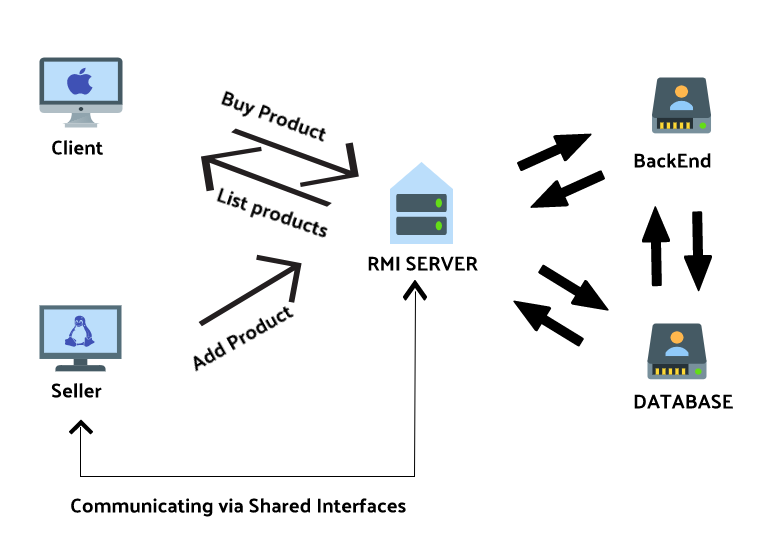 Buy Product
Client
List products
BackEnd
RMI SERVER
Add Product
Seller
DATABASE
Communicating via Shared Interfaces